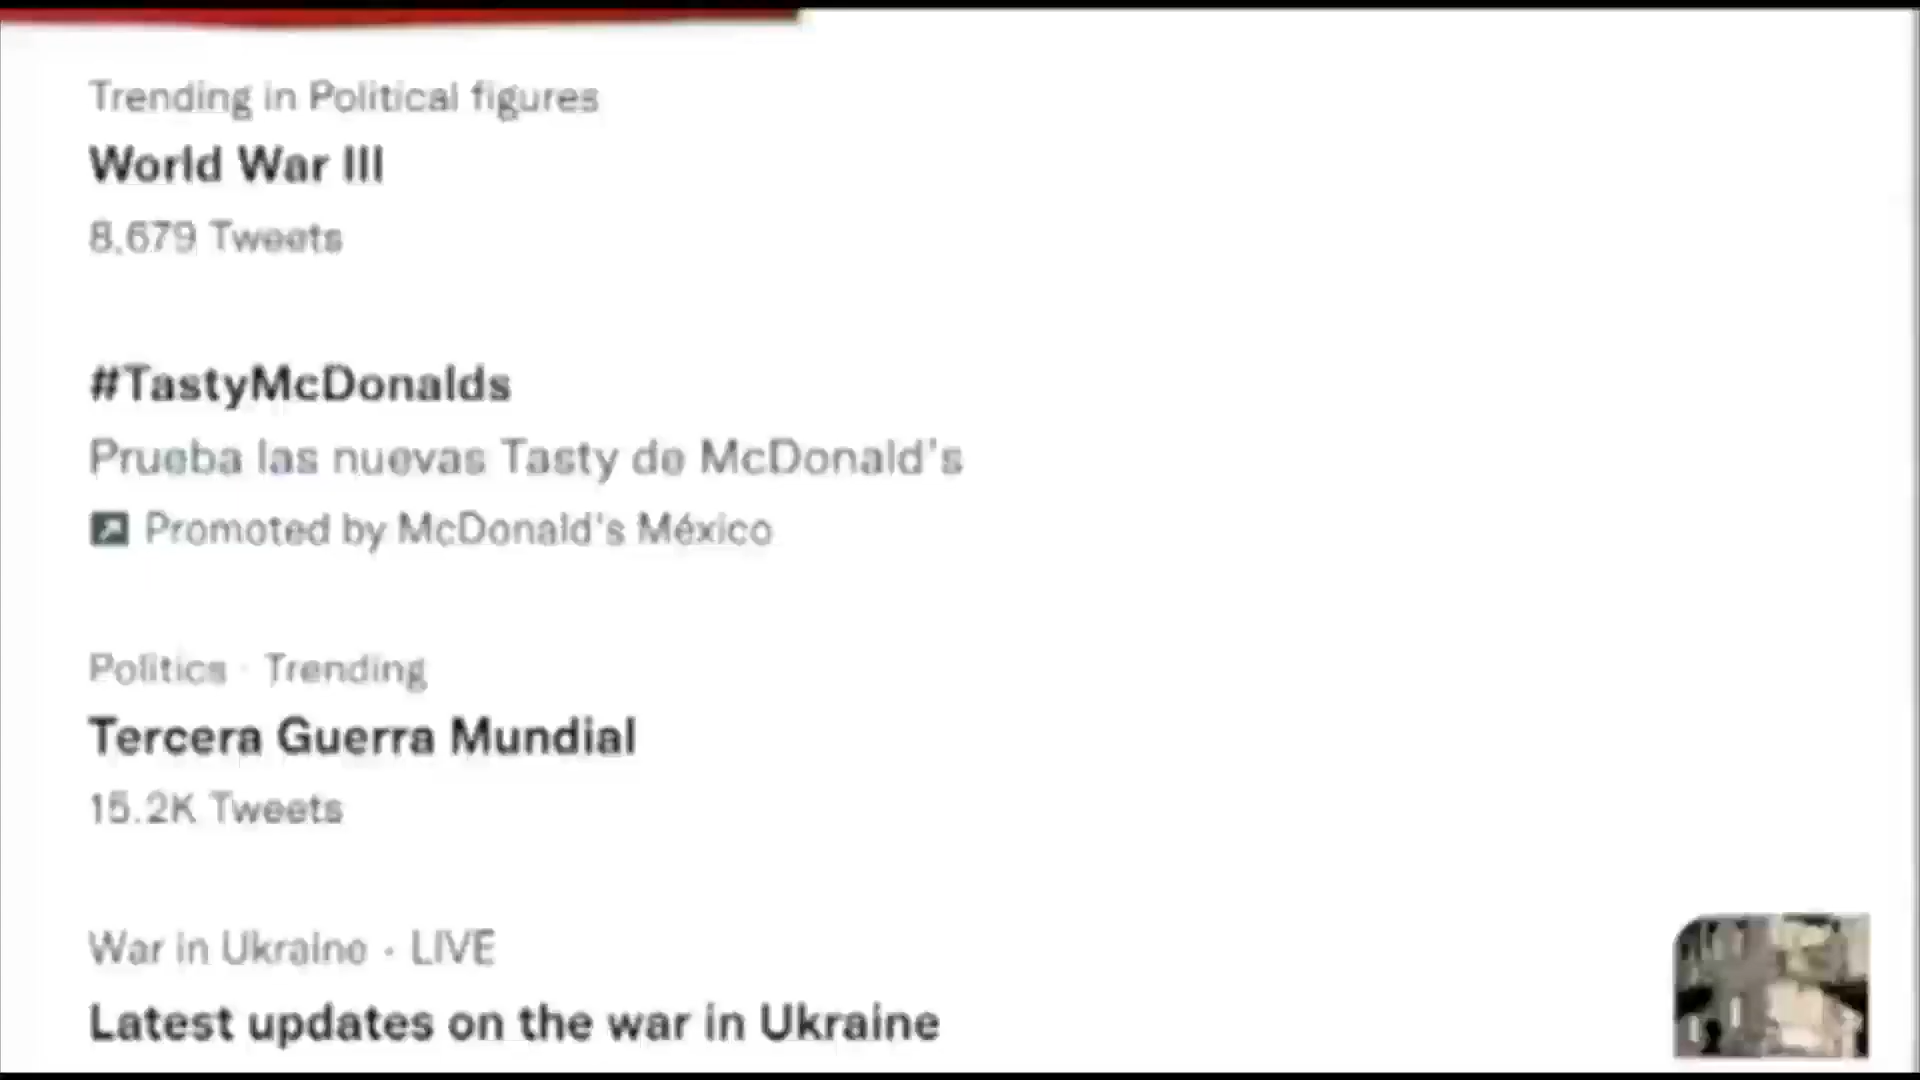 Trending in Political figures
World War III
8,679 Tweets
#TastyMcDonalds
Prueba las nuevas Tasty de McDonald's
Promoted by McDonald's México
Politics · Trending
Tercera Guerra Mundial
15.2K Tweets
War in Ukraine · LIVE
Latest updates on the war in Ukraine